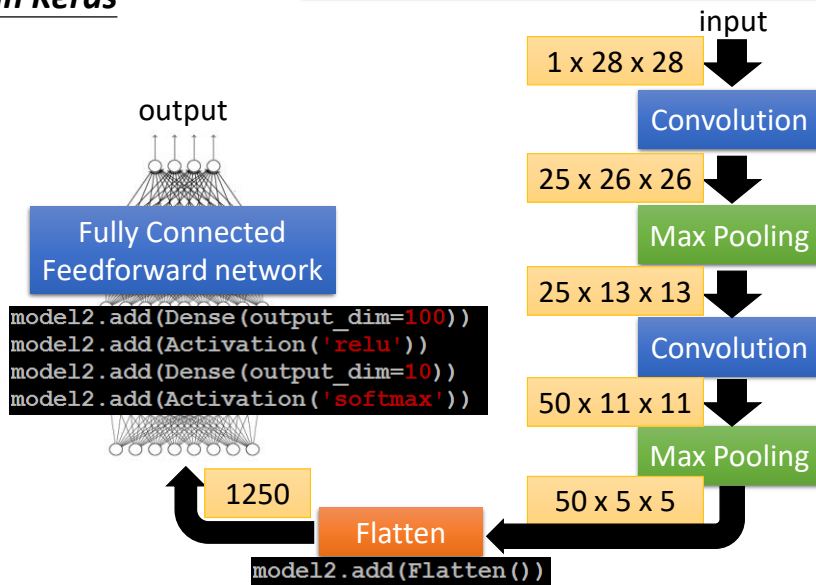 in Keras
input
1 x 28 x 28
Convolution
25 x 26 x 26
Max Pooling
25 x 13 x 13
Convolution
50 x 11 x 11
Max Pooling
50 x 5 x 5
Flatten
model2.add(Flatten())
1250
output
Fully Connected
Feedforward network
model2.add(Dense(output_dim=100))
model2.add(Activation('relu'))
model2.add(Dense(output_dim=10))
model2.add(Activation('softmax'))